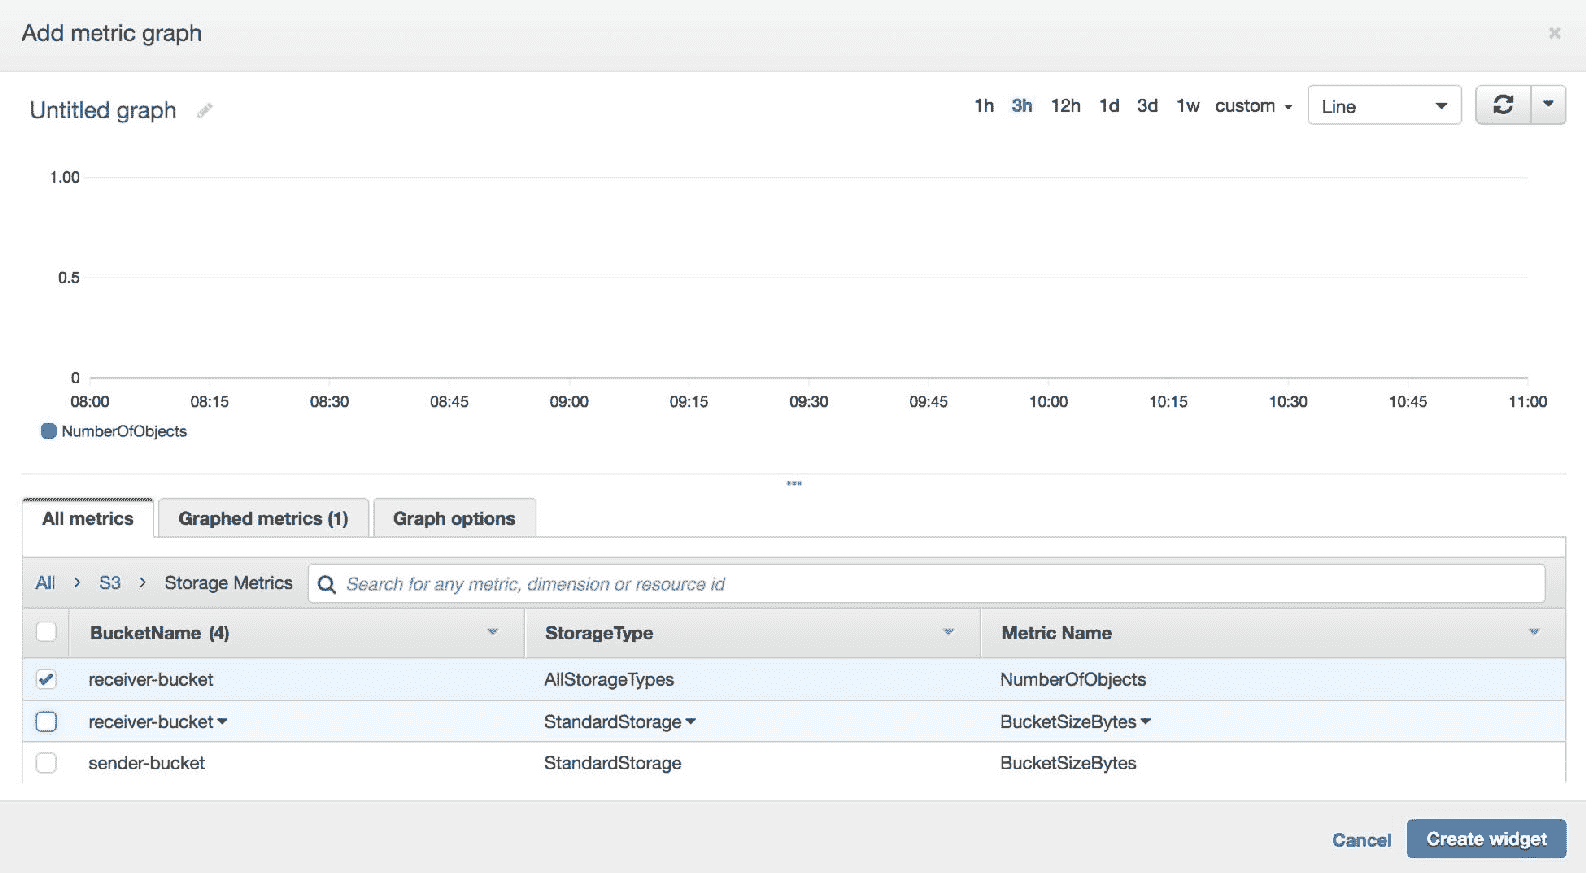 Add metric graph
×
Untitled graph
1h 3h 12h 1d 3d 1w custom Line
1.00
0.5
0
08:00 08:15 08:30 08:45 09:00 09:15 09:30 09:45 10:00 10:15 10:30 10:45 11:00
NumberOfObjects
All metrics Graphed metrics (1) Graph options
All > S3 > Storage Metrics Search for any metric, dimension or resource id
BucketName (4) StorageType Metric Name
receiver-bucket AllStorageTypes NumberOfObjects
receiver-bucket StandardStorage BucketSizeBytes
sender-bucket StandardStorage BucketSizeBytes
Cancel Create widget